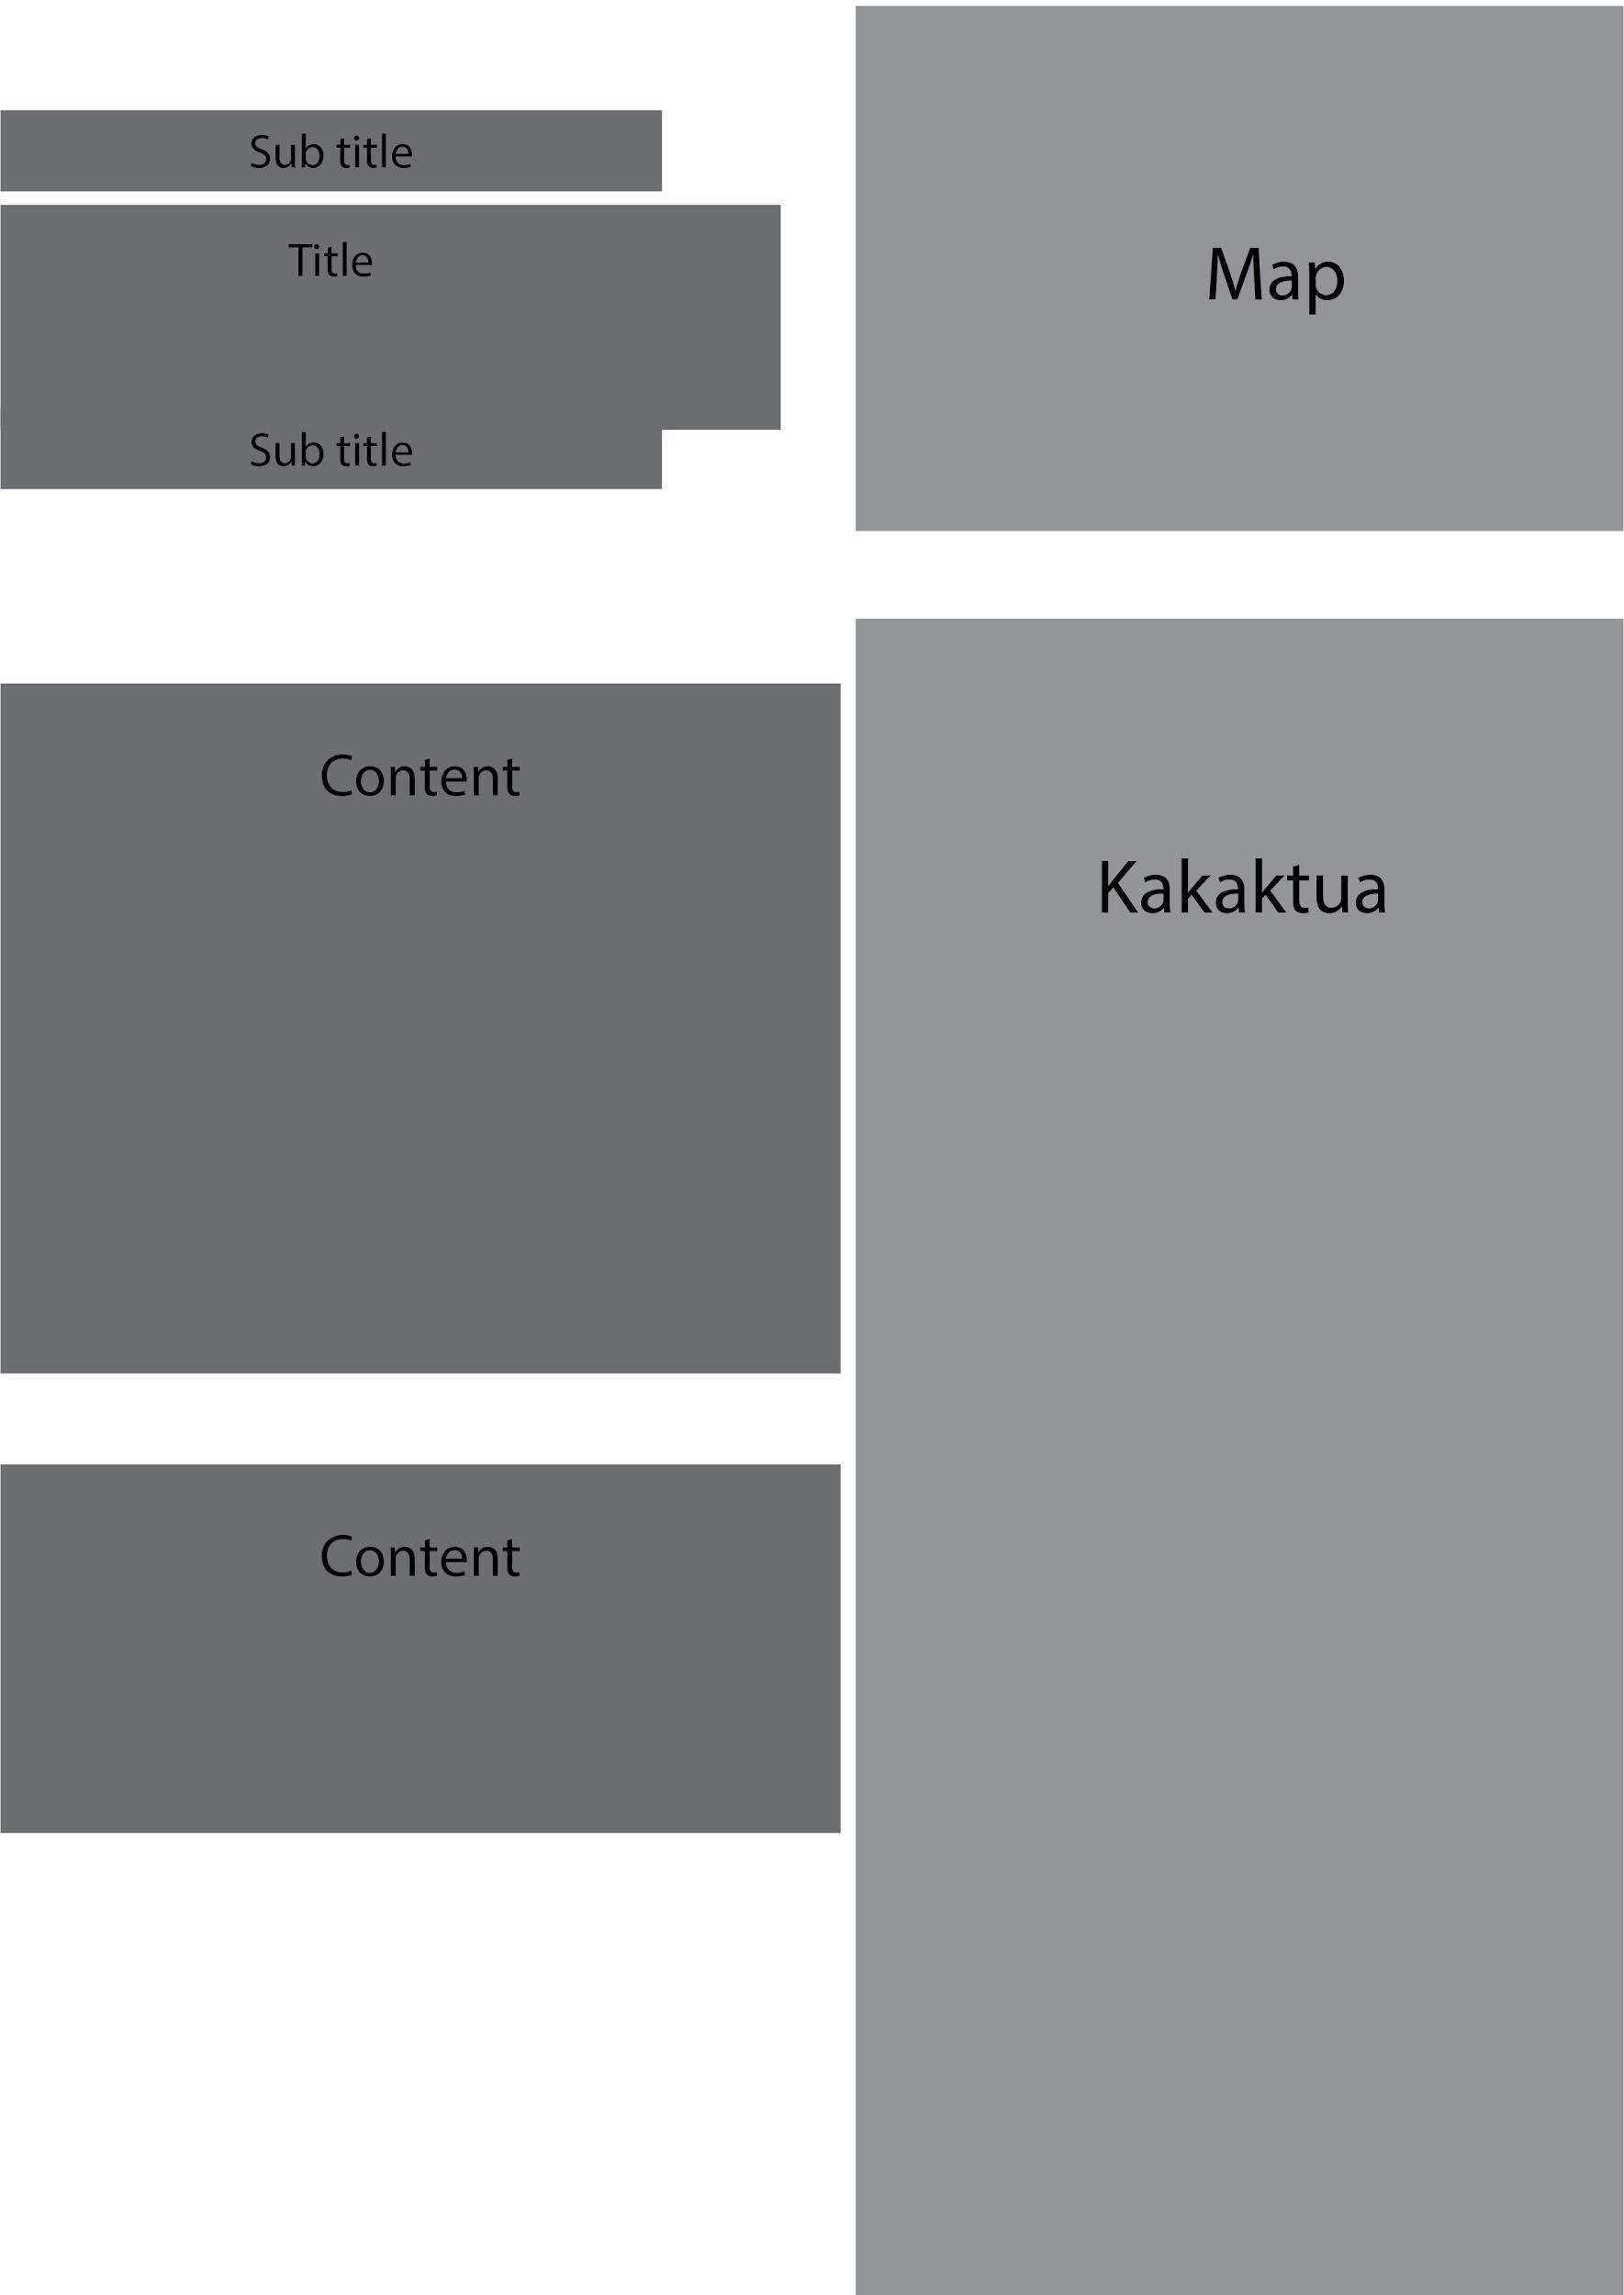 Sub title
Title
Sub title
Map
Content
Kakaktua
Content